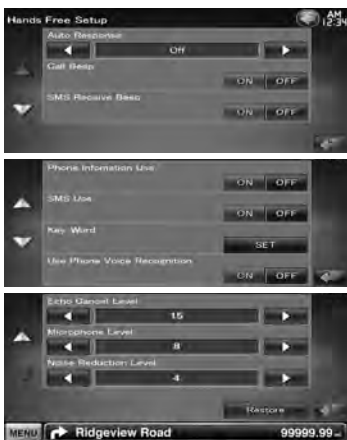 Hands Free Setup
AM 12:34
Auto Response
Off
Call Beep
ON OFF
SMS Receive Beep
ON OFF
Phone Infomation Use
ON OFF
SMS Use
ON OFF
Key Word
SET
Use Phone Voice Recognition
ON OFF
Echo Cancel Level
15
Microphone Level
8
Noise Reduction Level
4
Restore
MENU Ridgeview Road 99999.99